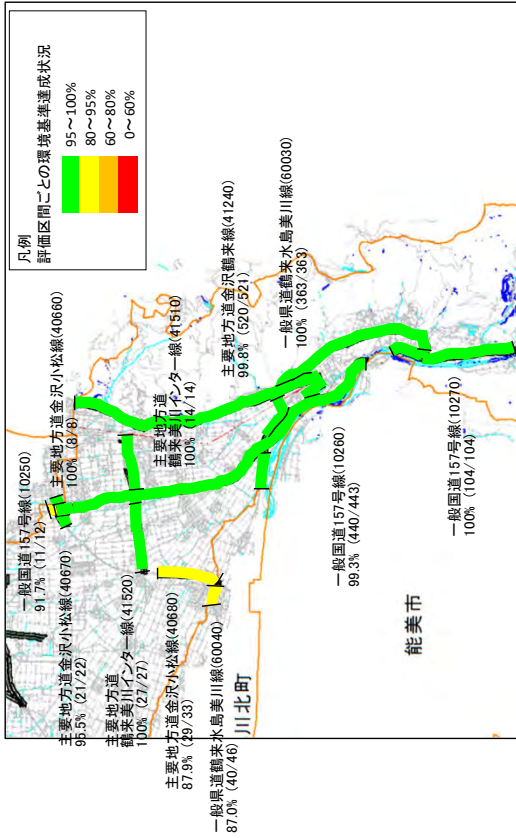 凡例
評価区間ごとの環境基準達成状況
95～100%
80～95%
60～80%
0～60%
一般国道157号線(10250)
91.7% (11/12)
主要地方道金沢小松線(40660)
100% (8/8)
主要地方道金沢小松線(40670)
95.5% (21/22)
主要地方道
鶴来美川インター線(41510)
100% (14/14)
主要地方道
鶴来美川インター線(41520)
100% (27/27)
主要地方道金沢鶴来線(41240)
99.8% (520/521)
主要地方道金沢小松線(40680)
87.9% (29/33)
一般県道鶴来水島美川線(60030)
100% (363/363)
一般県道鶴来水島美川線(60040)
87.0% (40/46)
川北町
一般国道157号線(10260)
99.3% (440/443)
一般国道157号線(10270)
100% (104/104)
能美市